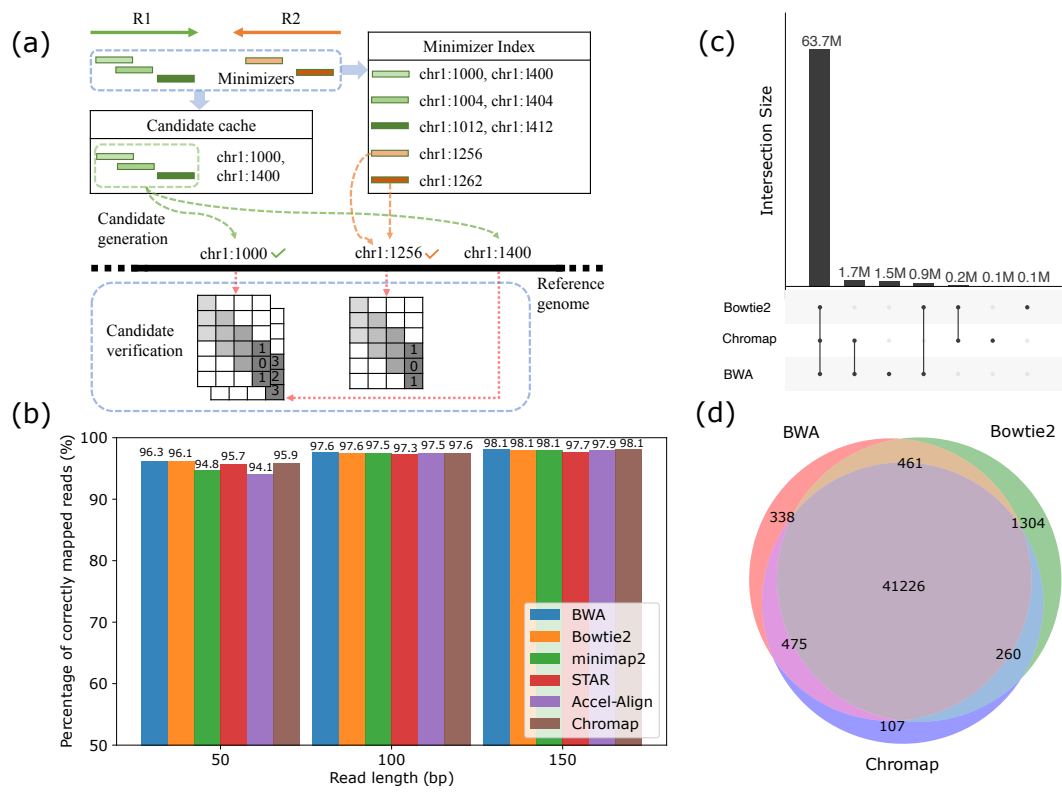 (a)
R1
R2
Minimizers
Minimizer Index
chr1:1000, chr1:1400
chr1:1004, chr1:1404
chr1:1012, chr1:1412
chr1:1256
chr1:1262
Candidate cache
chr1:1000,
chr1:1400
Candidate
generation
chr1:1000
chr1:1256
chr1:1400
Reference
genome
Candidate
verification
1
0
1
3
2
3
1
0
1
(b)
Percentage of correctly mapped reads (%)
100
90
80
70
60
50
96.3
96.1
94.8
95.7
94.1
95.9
97.6
97.6
97.5
97.3
97.5
97.6
98.1
98.1
98.1
97.7
97.9
98.1
BWA
Bowtie2
minimap2
STAR
Accel-Align
Chromap
50
100
150
Read length (bp)
(c)
Intersection Size
63.7M
1.7M
1.5M
0.9M
0.2M
0.1M
0.1M
Bowtie2
Chromap
BWA
(d)
BWA
Bowtie2
461
338
1304
41226
475
260
107
Chromap